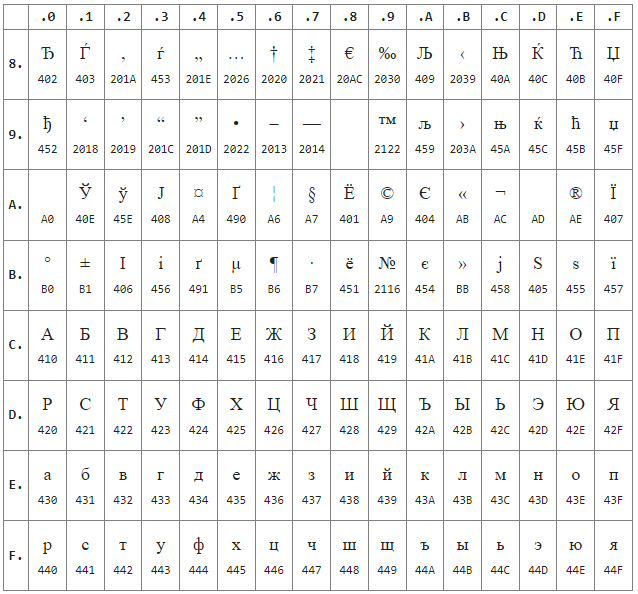 .0 .1 .2 .3 .4 .5 .6 .7 .8 .9 .A .B .C .D .E .F
8. Ђ Ѓ ‚ ѓ „ … † ‡ € ‰ Љ ‹ Њ Ќ Ћ Џ
402 403 201A 453 201E 2026 2020 2021 20AC 2030 409 2039 40A 40C 40B 40F
9. ђ ‘ ’ “ ” • – — ™ љ › њ ќ ћ џ
452 2018 2019 201C 201D 2022 2013 2014 2122 459 203A 45A 45C 45B 45F
A. Ў ў Ј ¤ Ґ ¦ § Ё © Є « ¬ ® Ї
A0 40E 45E 408 A4 490 A6 A7 401 A9 404 AB AC AD AE 407
B. ° ± І і ґ µ ¶ · ё № є » ј Ѕ ѕ ї
B0 B1 406 456 491 B5 B6 B7 451 2116 454 BB 458 405 455 457
C. А Б В Г Д Е Ж З И Й К Л М Н О П
410 411 412 413 414 415 416 417 418 419 41A 41B 41C 41D 41E 41F
D. Р С Т У Ф Х Ц Ч Ш Щ Ъ Ы Ь Э Ю Я
420 421 422 423 424 425 426 427 428 429 42A 42B 42C 42D 42E 42F
E. а б в г д е ж з и й к л м н о п
430 431 432 433 434 435 436 437 438 439 43A 43B 43C 43D 43E 43F
F. р с т у ф х ц ч ш щ ъ ы ь э ю я
440 441 442 443 444 445 446 447 448 449 44A 44B 44C 44D 44E 44F